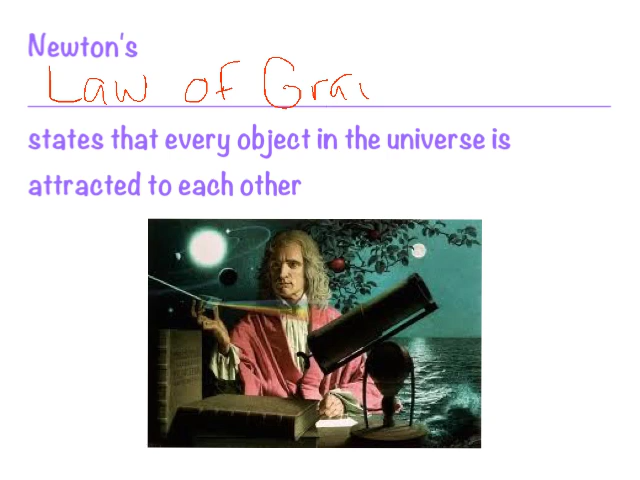 Newton's
Law of Gra
states that every object in the universe is
attracted to each other